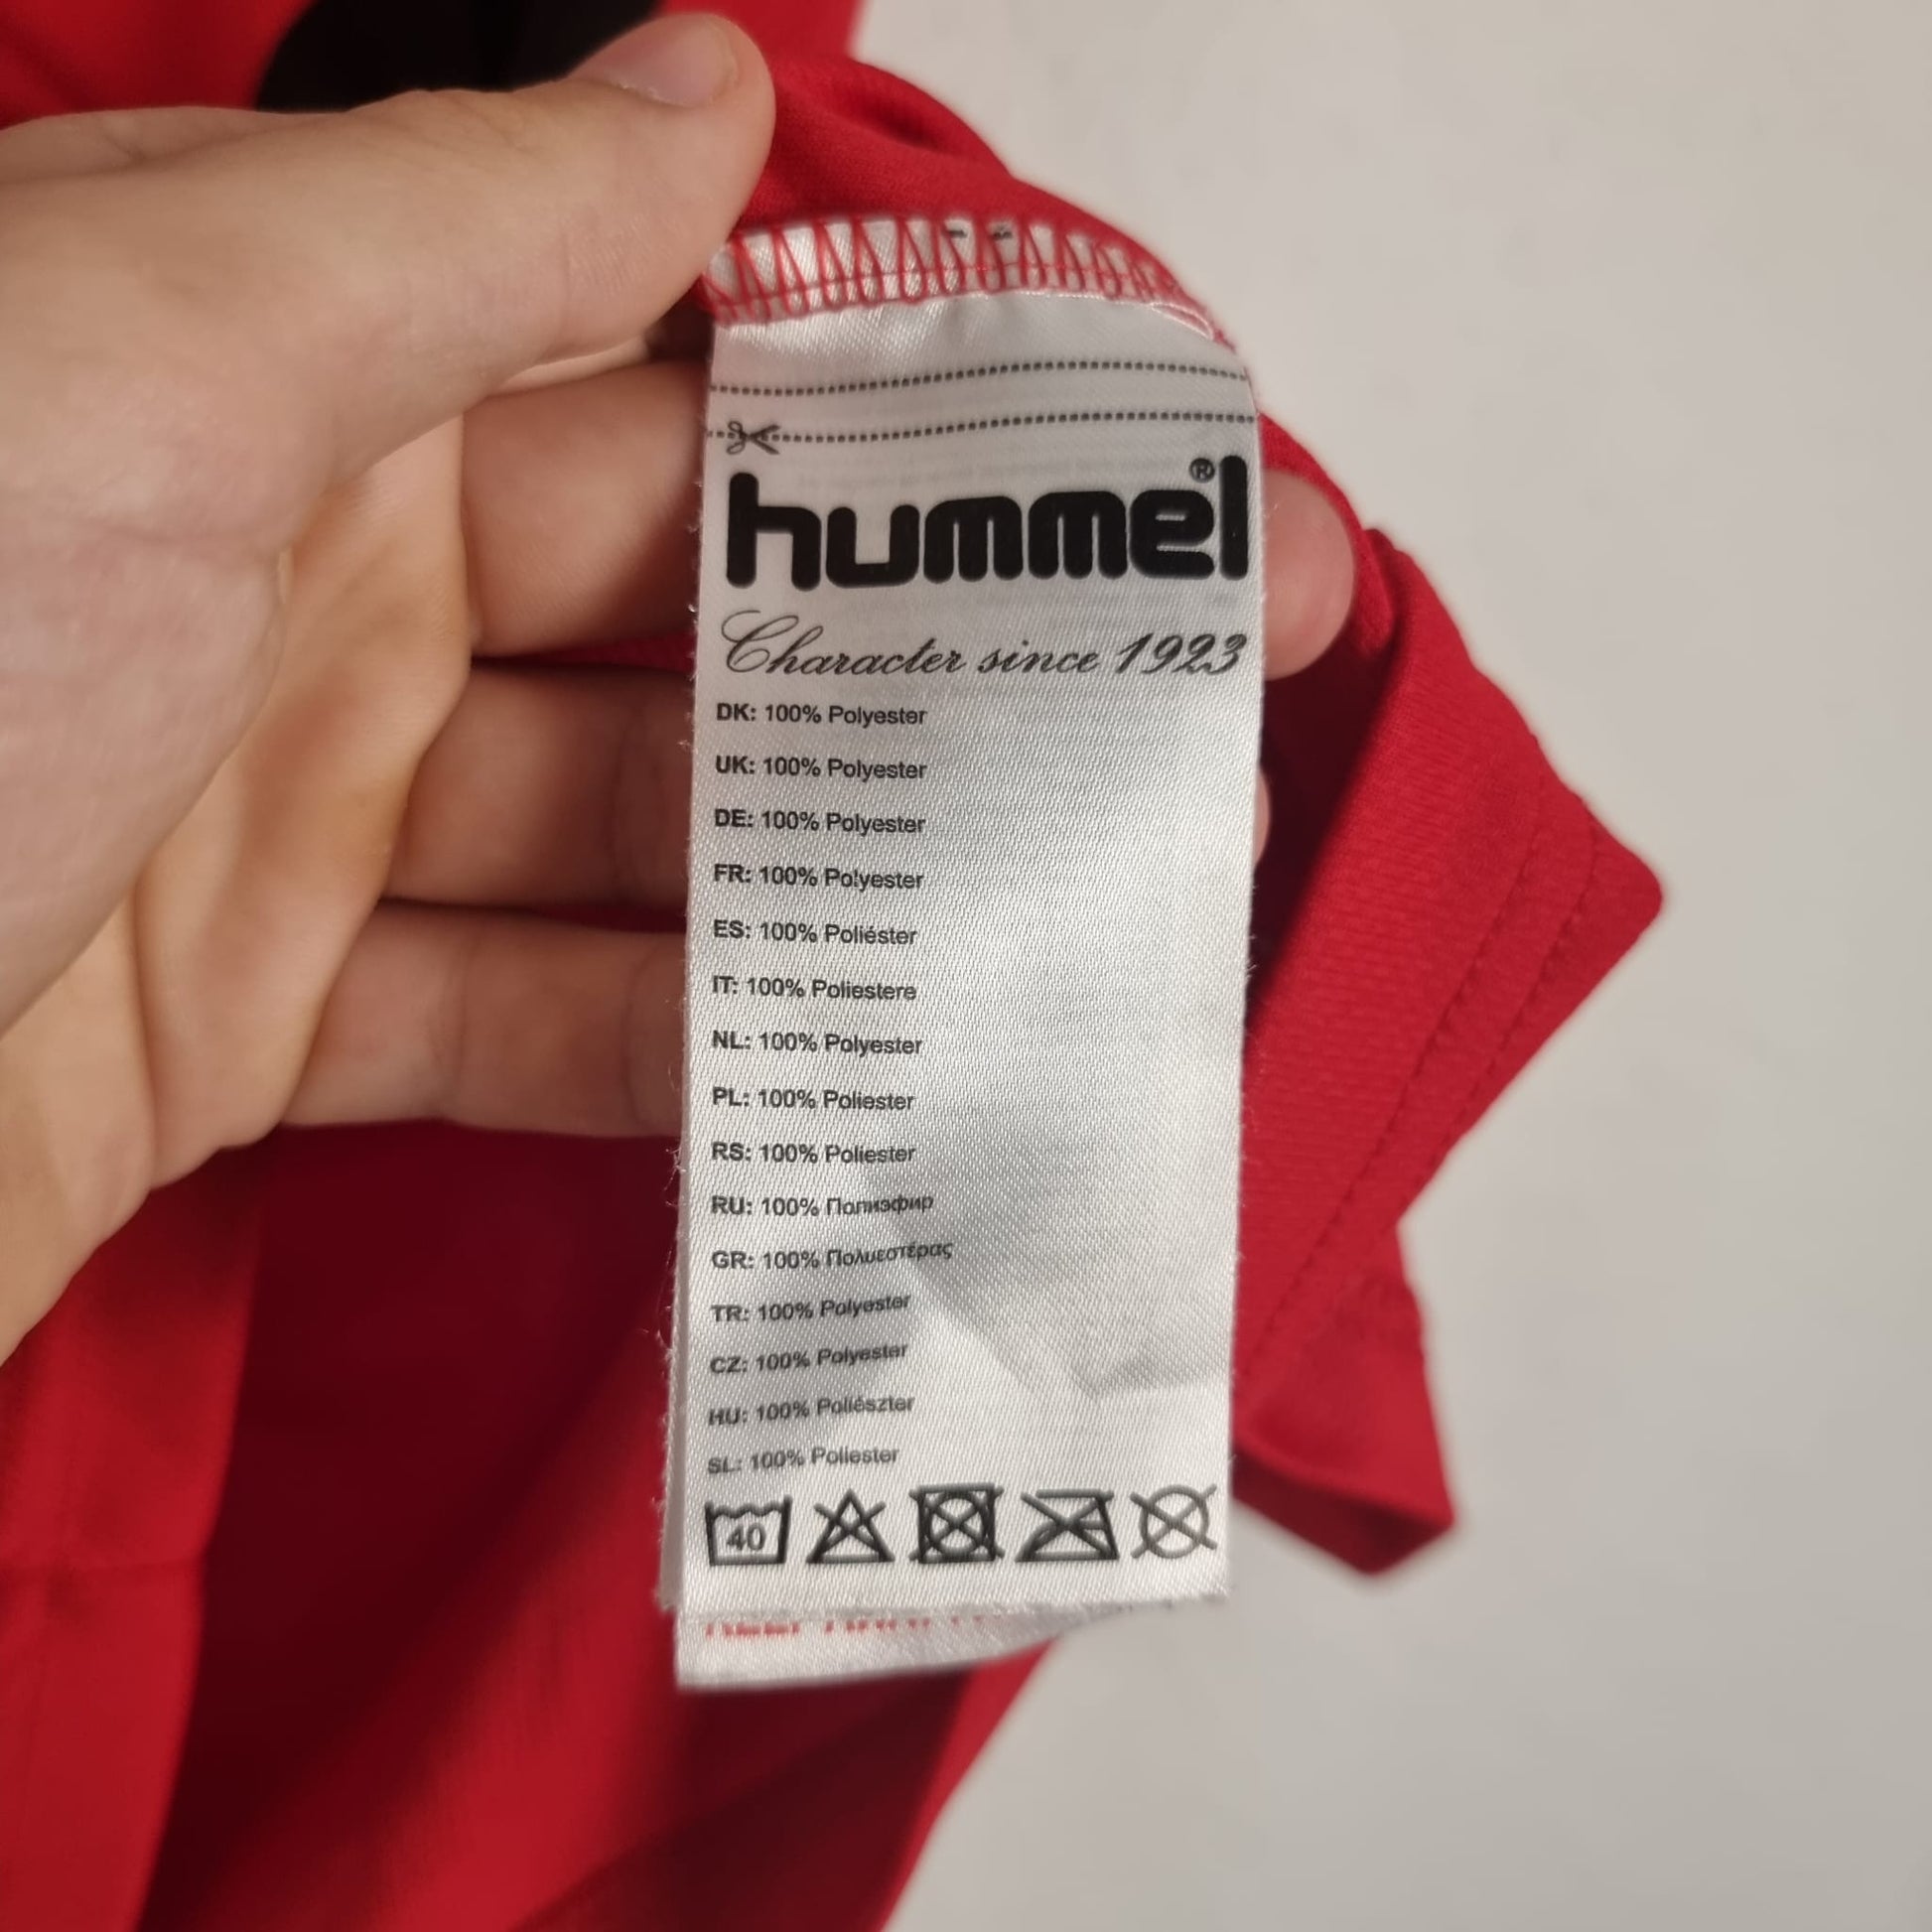 hummel®
Character since 1923
DK: 100% Polyester
UK: 100% Polyester
DE: 100% Polyester
FR: 100% Polyester
ES: 100% Poliéster
IT: 100% Poliestere
NL: 100% Polyester
PL: 100% Poliester
RS: 100% Poliester
RU: 100% Полиэфир
GR: 100% Πολυεστέρας
TR: 100% Polyester
CZ: 100% Polyester
HU: 100% Poliészter
SL: 100% Poliester
40